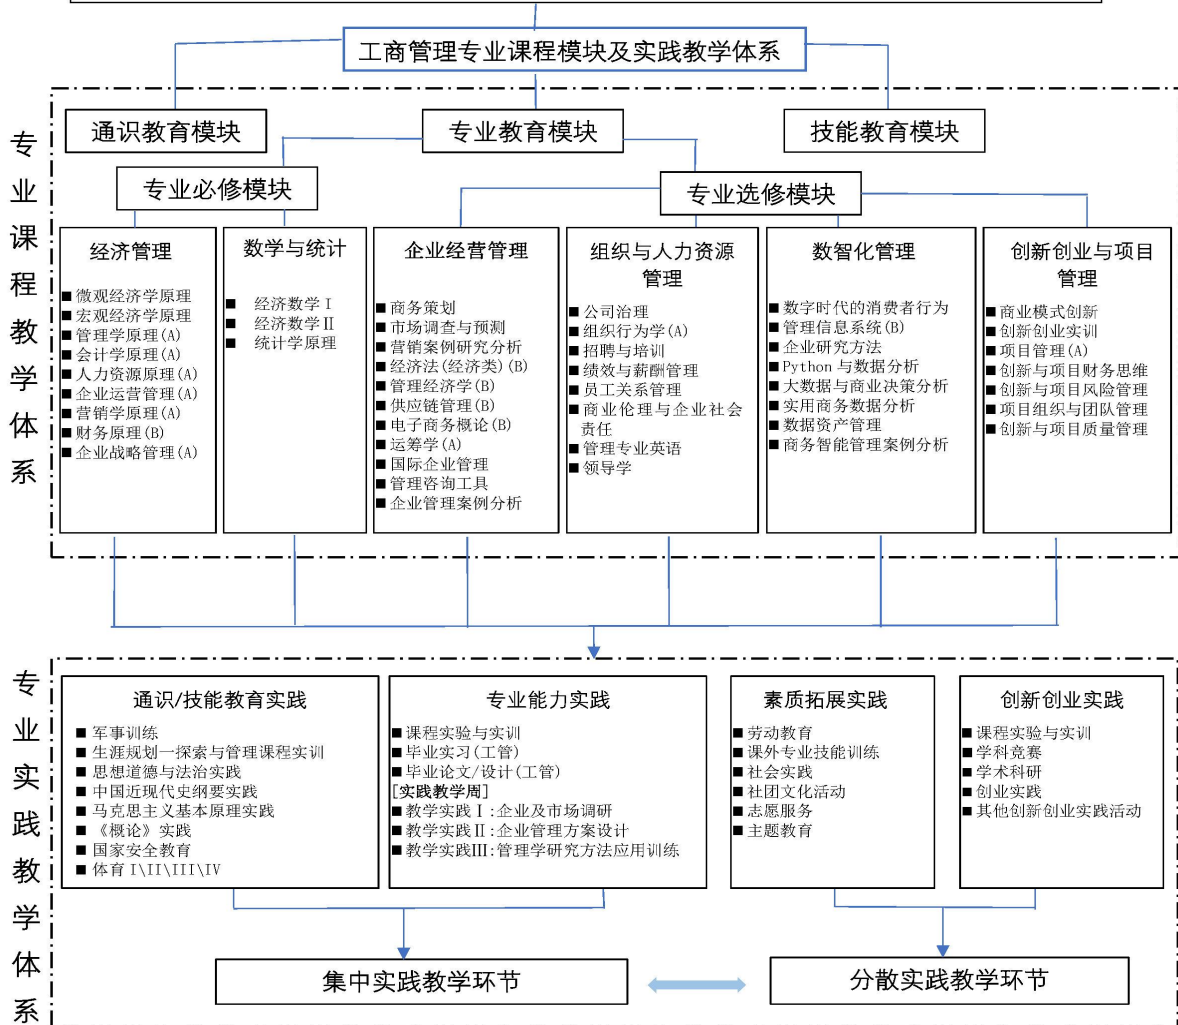 工商管理专业课程模块及实践教学体系
专业课程教学体系
通识教育模块
专业教育模块
技能教育模块
专业必修模块
专业选修模块
经济管理
■ 微观经济学原理
■ 宏观经济学原理
■ 管理学原理(A)
■ 会计学原理(A)
■ 人力资源原理(A)
■ 企业运营管理(A)
■ 营销学原理(A)
■ 财务原理(B)
■ 企业战略管理(A)
数学与统计
■ 经济数学Ⅰ
■ 经济数学Ⅱ
■ 统计学原理
企业经营管理
■ 商务策划
■ 市场调查与预测
■ 营销案例研究分析
■ 经济法(经济类)(B)
■ 管理经济学(B)
■ 供应链管理(B)
■ 电子商务概论(B)
■ 运筹学(A)
■ 国际企业管理
■ 管理咨询工具
■ 企业管理案例分析
组织与人力资源
管理
■ 公司治理
■ 组织行为学(A)
■ 招聘与培训
■ 绩效与薪酬管理
■ 员工关系管理
■ 商业伦理与企业社会
责任
■ 管理专业英语
■ 领导学
数智化管理
■ 数字时代的消费者行为
■ 管理信息系统(B)
■ 企业研究方法
■ Python 与数据分析
■ 大数据与商业决策分析
■ 实用商务数据分析
■ 数据资产管理
■ 商务智能管理案例分析
创新创业与项目
管理
■ 商业模式创新
■ 创新创业实训
■ 项目管理(A)
■ 创新与项目财务思维
■ 创新与项目风险管理
■ 项目组织与团队管理
■ 创新与项目质量管理
专业实践教学体系
通识/技能教育实践
■ 军事训练
■ 生涯规划—探索与管理课程实训
■ 思想道德与法治实践
■ 中国近现代史纲要实践
■ 马克思主义基本原理实践
■ 《概论》实践
■ 国家安全教育
■ 体育 I\II\III\IV
专业能力实践
■ 课程实验与实训
■ 毕业实习(工管)
■ 毕业论文/设计(工管)
[实践教学周]
■ 教学实践Ⅰ:企业及市场调研
■ 教学实践Ⅱ:企业管理方案设计
■ 教学实践Ⅲ:管理学研究方法应用训练
素质拓展实践
■ 劳动教育
■ 课外专业技能训练
■ 社会实践
■ 社团文化活动
■ 志愿服务
■ 主题教育
创新创业实践
■ 课程实验与实训
■ 学科竞赛
■ 学术科研
■ 创业实践
■ 其他创新创业实践活动
集中实践教学环节
分散实践教学环节